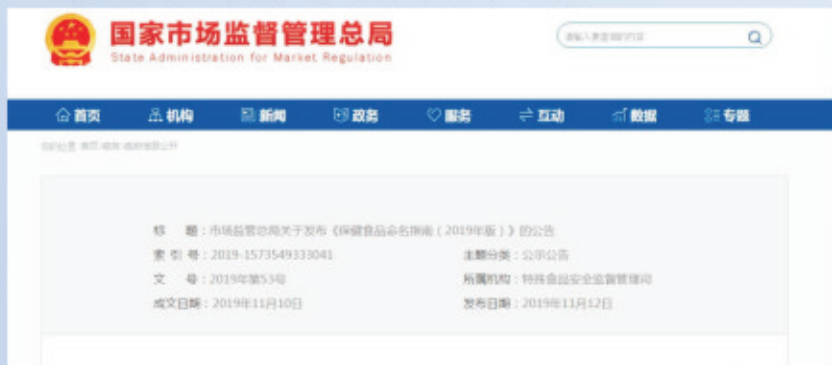 国家市场监督管理总局
State Administration for Market Regulation
首页 机构 新闻 政务 服务 互动 数据 专题
标 题：市场监管总局关于发布《保健食品命名指南（2019年版）》的公告
索 引 号：2019-1573549333041 主题分类：公示公告
文 号：2019年第53号 所属机构：特殊食品安全监督管理司
成文日期：2019年11月10日 发布日期：2019年11月12日